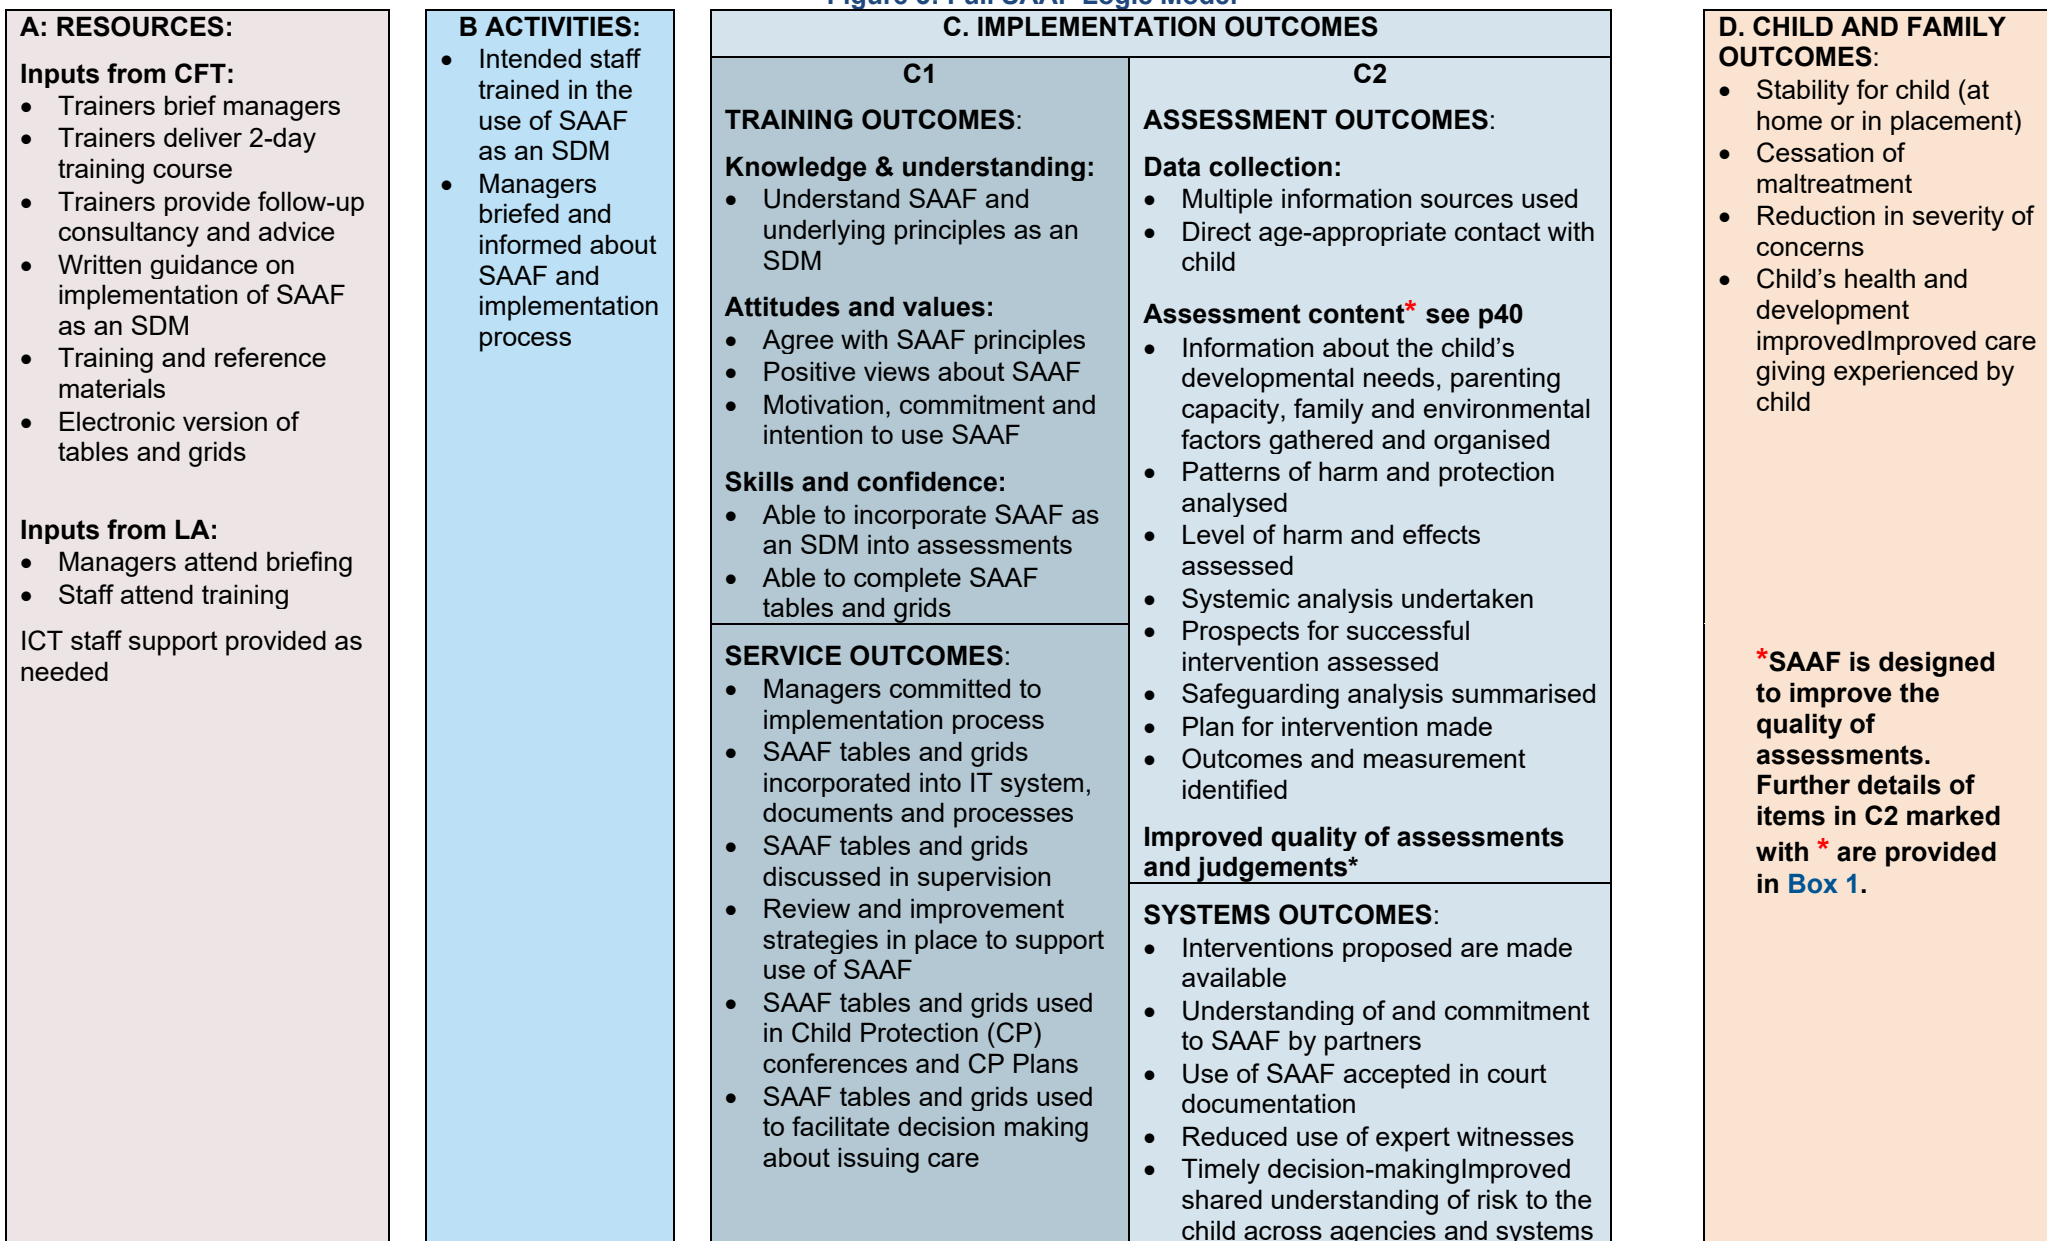 Figure 3: Full SAAF Logic Model
A: RESOURCES:
Inputs from CFT:
• Trainers brief managers
• Trainers deliver 2-day
training course
• Trainers provide follow-up
consultancy and advice
• Written guidance on
implementation of SAAF
as an SDM
• Training and reference
materials
• Electronic version of
tables and grids
Inputs from LA:
• Managers attend briefing
• Staff attend training
ICT staff support provided as
needed
B ACTIVITIES:
• Intended staff
trained in the
use of SAAF
as an SDM
• Managers
briefed and
informed about
SAAF and
implementation
process
C. IMPLEMENTATION OUTCOMES
C1
TRAINING OUTCOMES:
Knowledge & understanding:
• Understand SAAF and
underlying principles as an
SDM
Attitudes and values:
• Agree with SAAF principles
• Positive views about SAAF
• Motivation, commitment and
intention to use SAAF
Skills and confidence:
• Able to incorporate SAAF as
an SDM into assessments
• Able to complete SAAF
tables and grids
SERVICE OUTCOMES:
• Managers committed to
implementation process
• SAAF tables and grids
incorporated into IT system,
documents and processes
• SAAF tables and grids
discussed in supervision
• Review and improvement
strategies in place to support
use of SAAF
• SAAF tables and grids used
in Child Protection (CP)
conferences and CP Plans
• SAAF tables and grids used
to facilitate decision making
about issuing care
C2
ASSESSMENT OUTCOMES:
Data collection:
• Multiple information sources used
• Direct age-appropriate contact with
child
Assessment content* see p40
• Information about the child's
developmental needs, parenting
capacity, family and environmental
factors gathered and organised
• Patterns of harm and protection
analysed
• Level of harm and effects
assessed
• Systemic analysis undertaken
• Prospects for successful
intervention assessed
• Safeguarding analysis summarised
• Plan for intervention made
• Outcomes and measurement
identified
Improved quality of assessments
and judgements*
SYSTEMS OUTCOMES:
• Interventions proposed are made
available
• Understanding of and commitment
to SAAF by partners
• Use of SAAF accepted in court
documentation
• Reduced use of expert witnesses
• Timely decision-makingImproved
shared understanding of risk to the
child across agencies and systems
D. CHILD AND FAMILY
OUTCOMES:
• Stability for child (at
home or in placement)
• Cessation of
maltreatment
• Reduction in severity of
concerns
• Child's health and
development
improvedImproved care
giving experienced by
child
*SAAF is designed
to improve the
quality of
assessments.
Further details of
items in C2 marked
with * are provided
in Box 1.